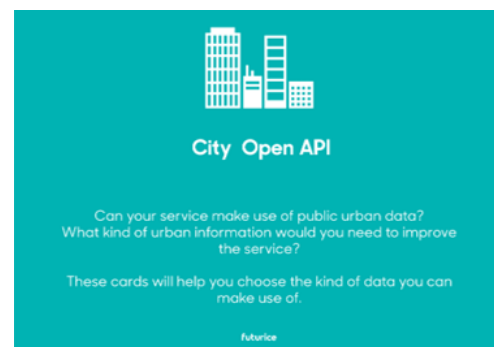 City Open API
Can your service make use of public urban data?
What kind of urban information would you need to improve
the service?
These cards will help you choose the kind of data you can
make use of.
futurice